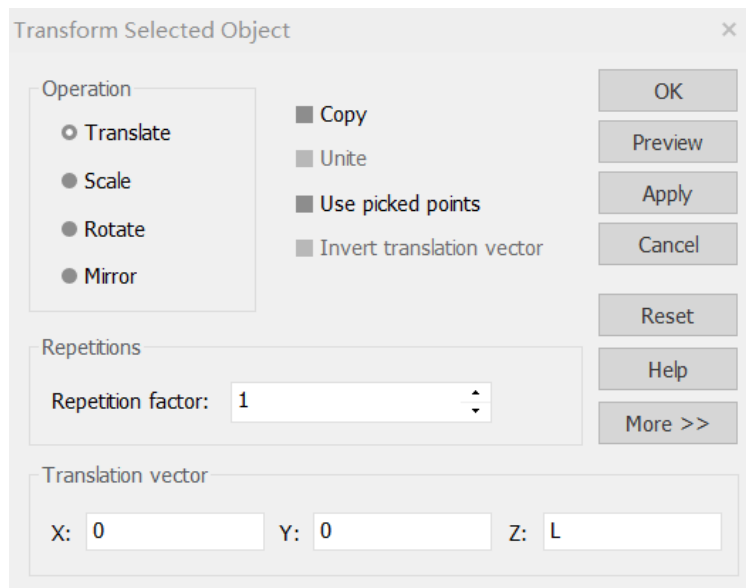 Transform Selected Object
Operation
Translate
Scale
Rotate
Mirror
Copy
Unite
Use picked points
Invert translation vector
OK
Preview
Apply
Cancel
Reset
Help
More >>
Repetitions
Repetition factor: 1
Translation vector
X: 0 Y: 0 Z: L